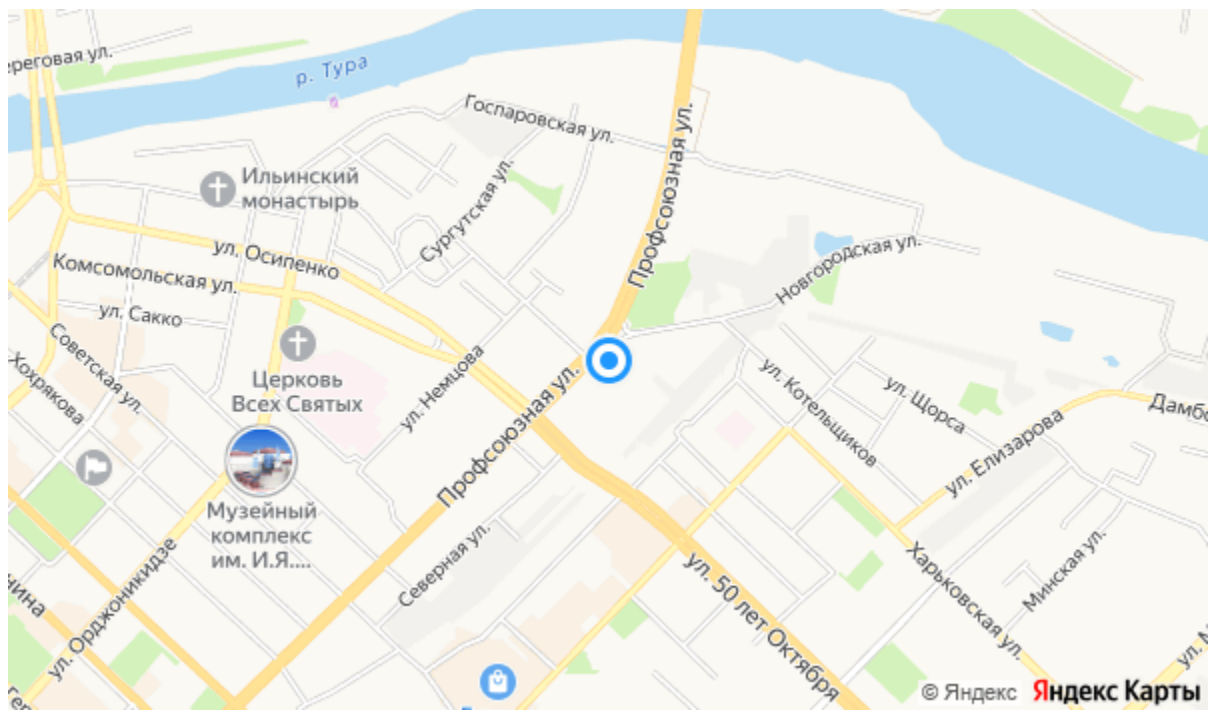 ереговая ул.
р. Тура
Госпаровская ул.
Профсоюзная ул.
Ильинский
монастырь
Сургутская ул.
ул. Осипенко
Новгородская ул.
Комсомольская ул.
ул. Сакко
Советская ул.
Хохрякова
Церковь
Всех Святых
ул. Немцова
Профсоюзная ул.
ул. Котельщиков
ул. Щорса
Дамбо
ул. Елизарова
Музейный
комплекс
им. И.Я....
Северная ул.
ул. 50 лет Октября
Харьковская ул.
Минская ул.
ул. Орджоникидзе
нина
Гер
ул. М
© Яндекс Яндекс Карты